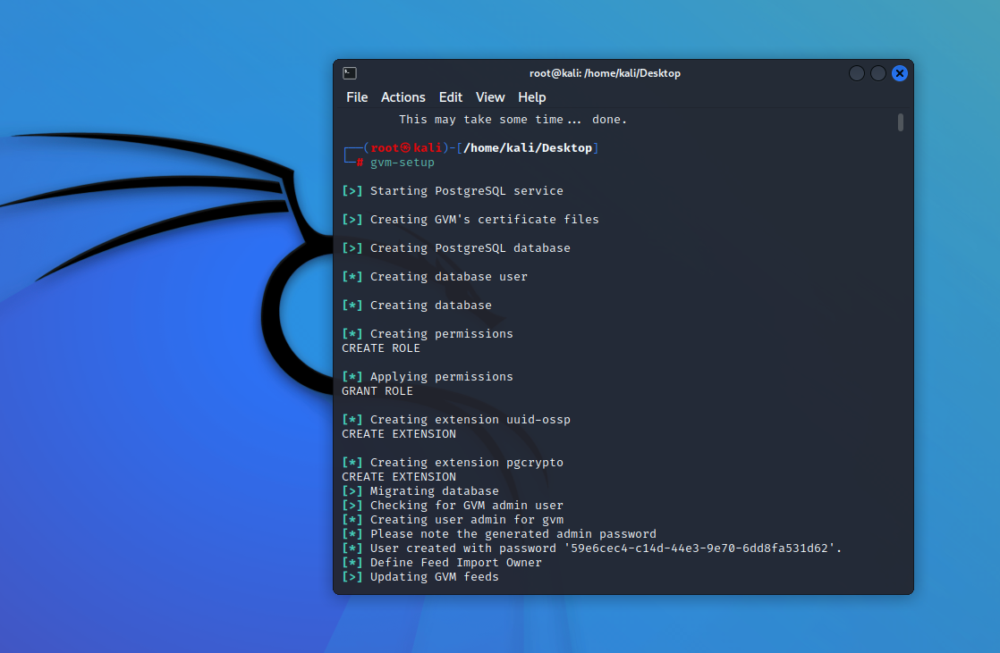 root@kali: /home/kali/Desktop
File Actions Edit View Help
This may take some time... done.
┌──(root㉿kali)-[/home/kali/Desktop]
└─# gvm-setup
[>] Starting PostgreSQL service
[>] Creating GVM's certificate files
[>] Creating PostgreSQL database
[*] Creating database user
[*] Creating database
[*] Creating permissions
CREATE ROLE
[*] Applying permissions
GRANT ROLE
[*] Creating extension uuid-ossp
CREATE EXTENSION
[*] Creating extension pgcrypto
CREATE EXTENSION
[>] Migrating database
[>] Checking for GVM admin user
[*] Creating user admin for gvm
[*] Please note the generated admin password
[*] User created with password '59e6cec4-c14d-44e3-9e70-6dd8fa531d62'.
[*] Define Feed Import Owner
[>] Updating GVM feeds